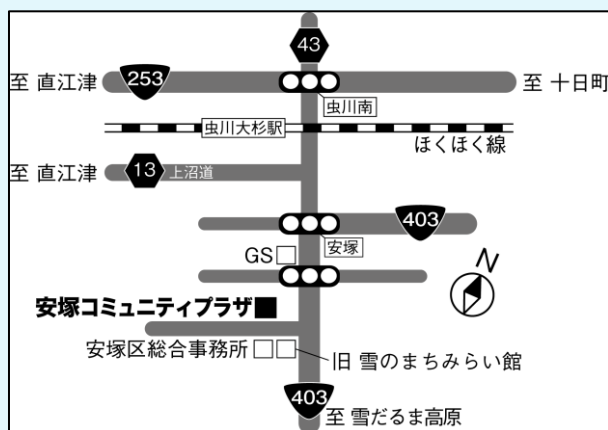 43
至 直江津
253
至 十日町
虫川南
虫川大杉駅
ほくほく線
至 直江津
13
上沼道
403
安塚
GS
N
安塚コミュニティプラザ
安塚区総合事務所
旧 雪のまちみらい館
403
至 雪だるま高原